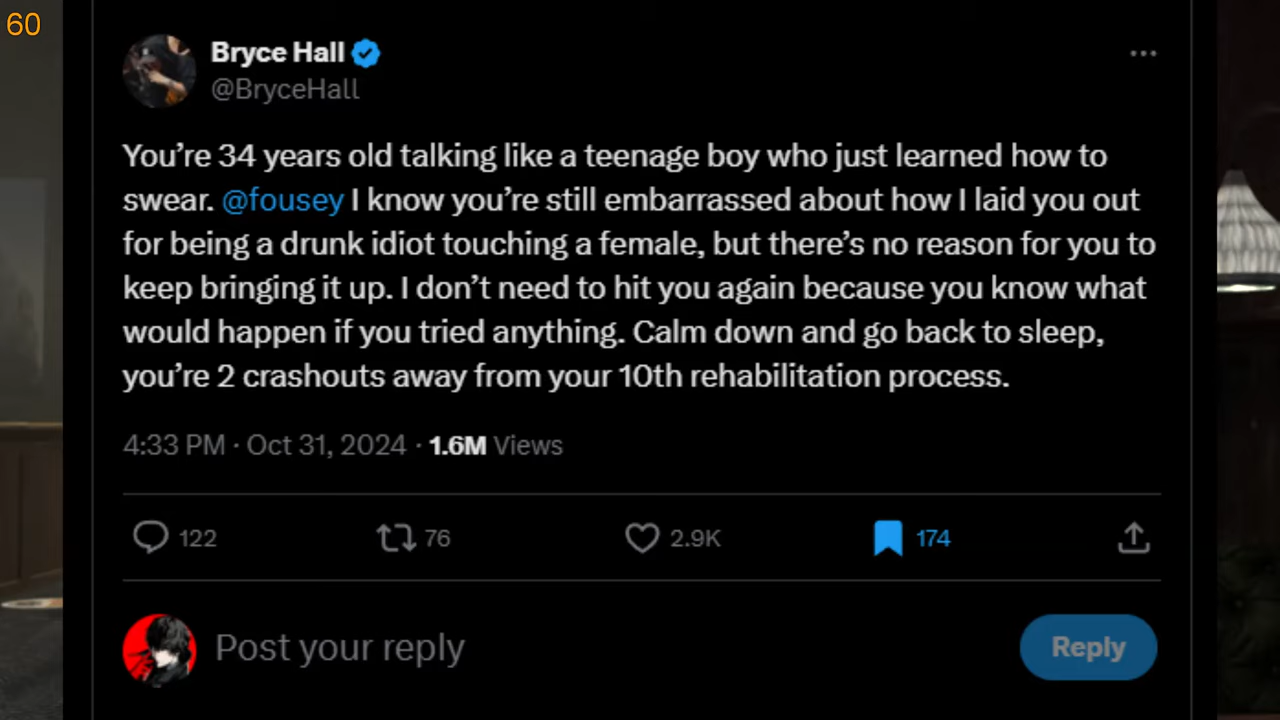 60
Bryce Hall
@BryceHall
You’re 34 years old talking like a teenage boy who just learned how to
swear. @fousey I know you’re still embarrassed about how I laid you out
for being a drunk idiot touching a female, but there’s no reason for you to
keep bringing it up. I don’t need to hit you again because you know what
would happen if you tried anything. Calm down and go back to sleep,
you’re 2 crashouts away from your 10th rehabilitation process.
4:33 PM · Oct 31, 2024 · 1.6M Views
122 76 2.9K 174
Post your reply Reply